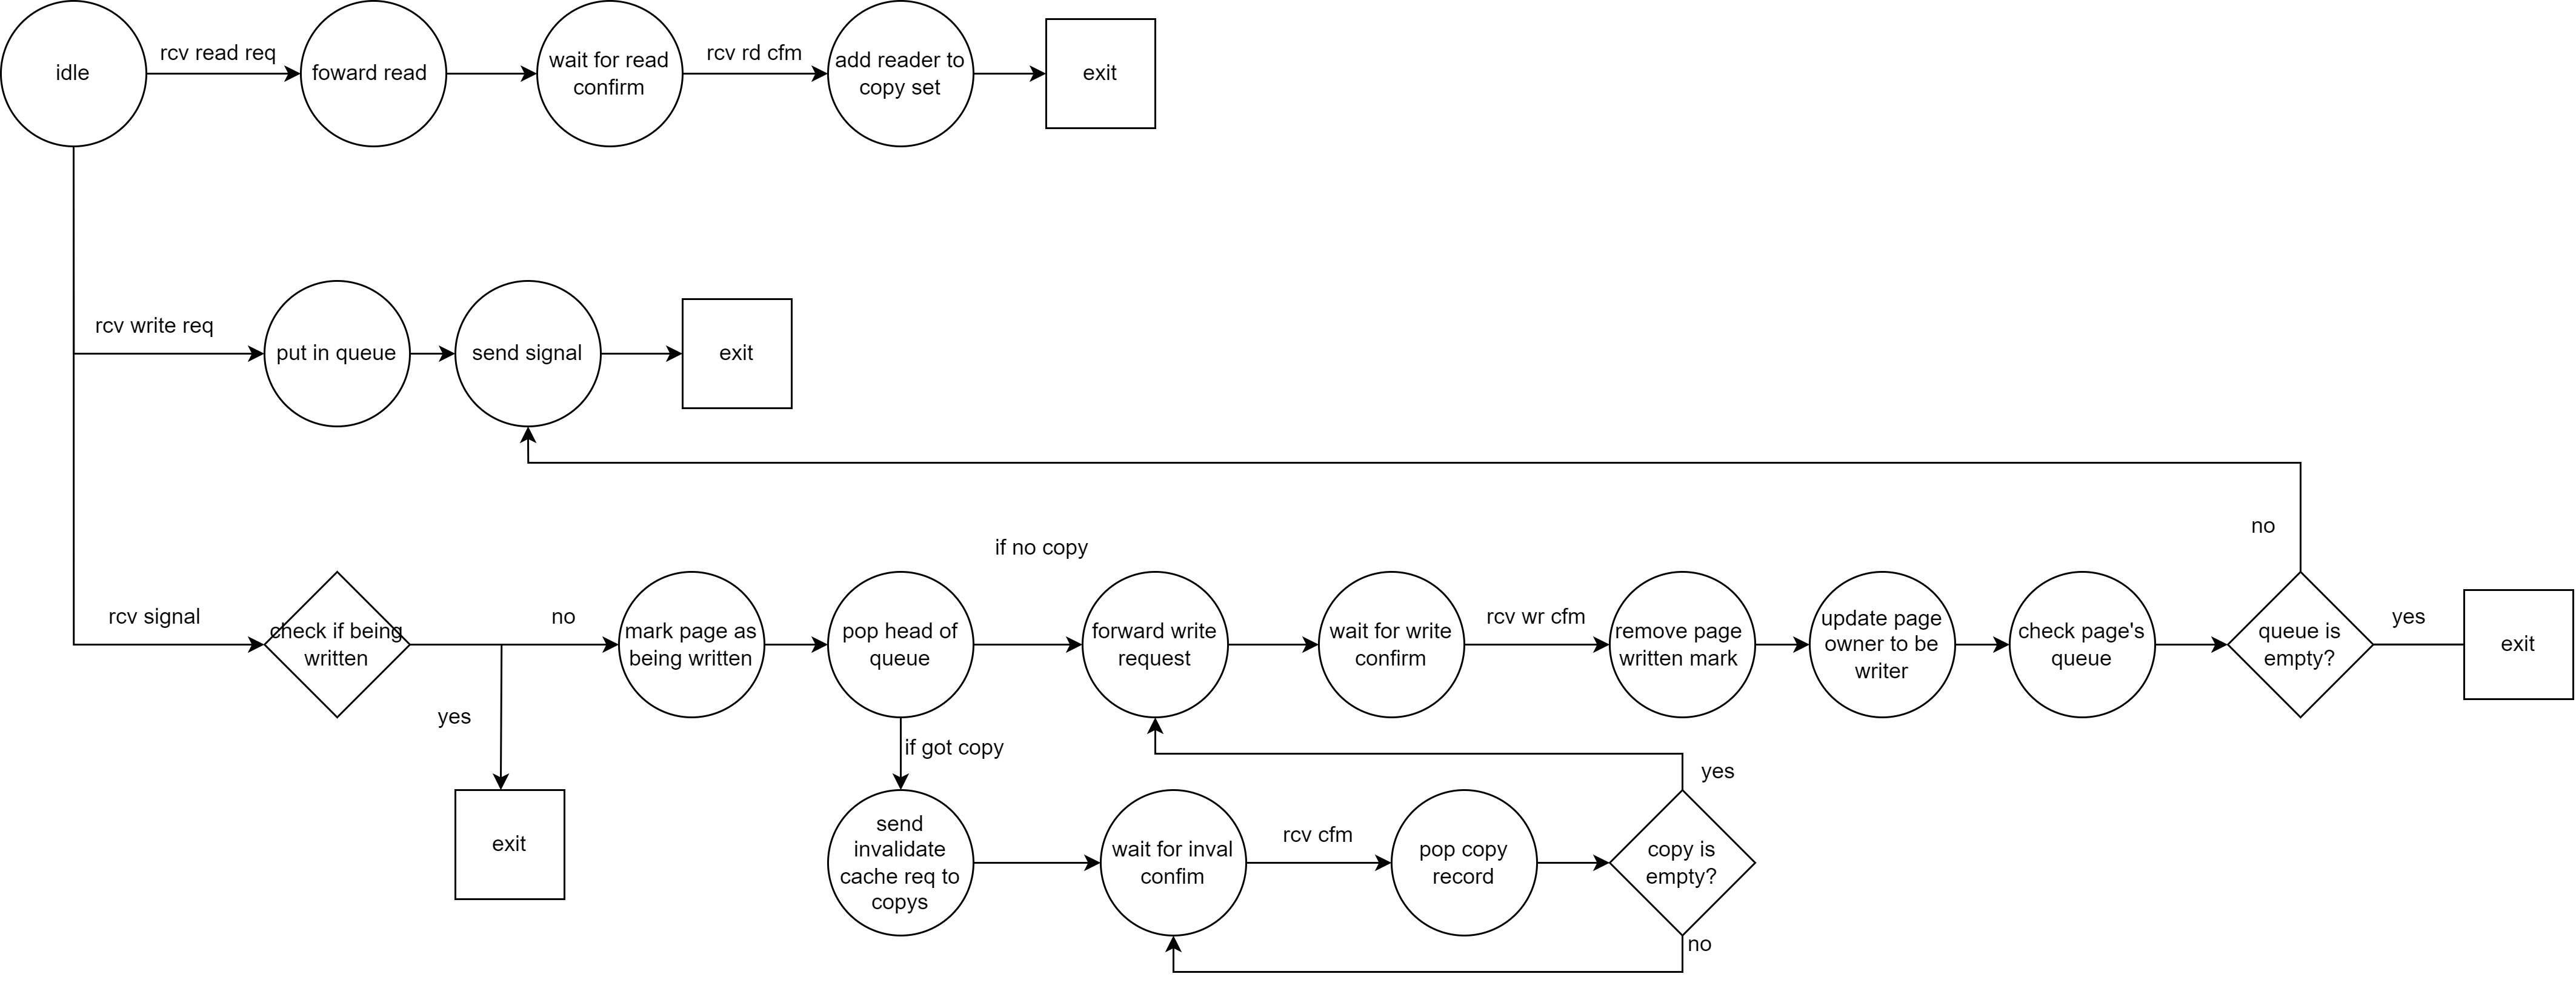 idle
rcv read req
foward read
wait for read
confirm
rcv rd cfm
add reader to
copy set
exit
rcv write req
put in queue
send signal
exit
no
if no copy
rcv signal
check if being
written
no
yes
exit
mark page as
being written
pop head of
queue
forward write
request
wait for write
confirm
rcv wr cfm
remove page
written mark
update page
owner to be
writer
check page's
queue
queue is
empty?
yes
exit
if got copy
send
invalidate
cache req to
copys
wait for inval
confim
rcv cfm
pop copy
record
copy is
empty?
yes
no